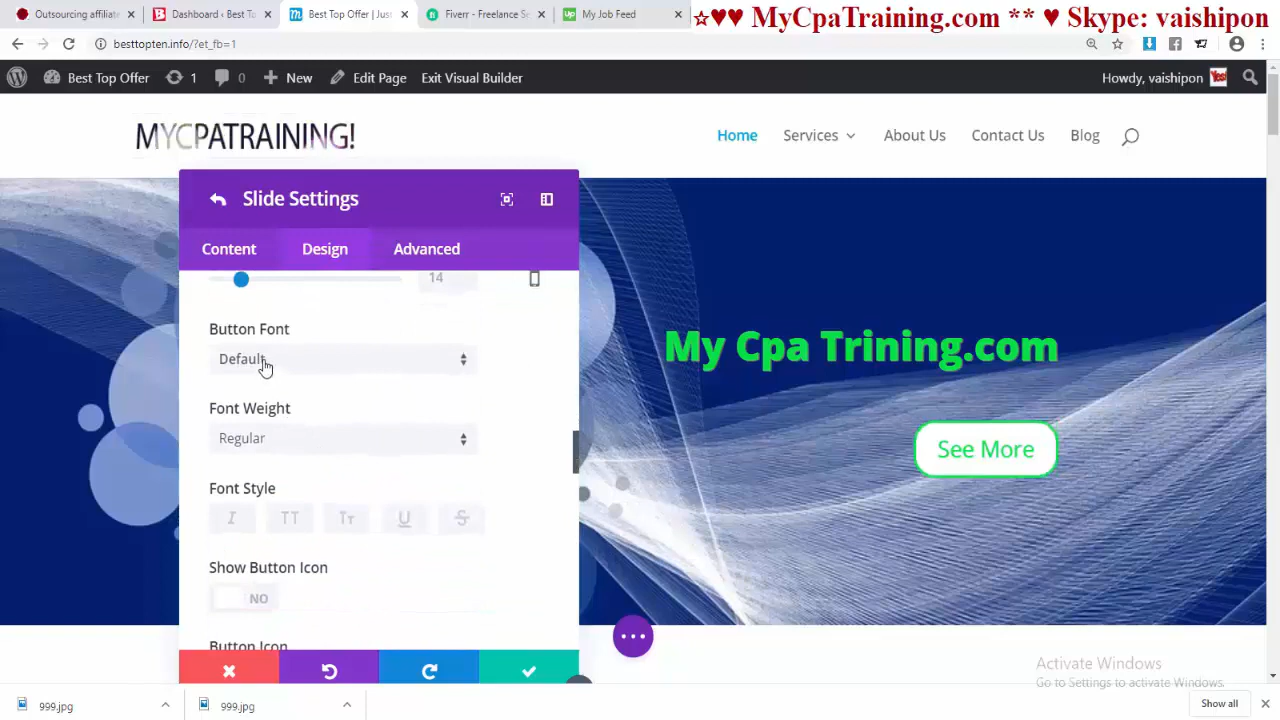 ☆♥♥ MyCpaTraining.com ** ♥ Skype: vaishipon
Outsourcing affiliate
Dashboard ‹ Best To
Best Top Offer | Just
Fiverr - Freelance Se
My Job Feed
besttopten.info/?et_fb=1
Best Top Offer
1
0
New
Edit Page
Exit Visual Builder
Howdy, vaishipon
MYCPATRAINING!
Home
Services
About Us
Contact Us
Blog
Slide Settings
Content
Design
Advanced
14
Button Font
Default
Font Weight
Regular
Font Style
I TT Tт U S
Show Button Icon
NO
Button Icon
My Cpa Trining.com
See More
Activate Windows
Go to Settings to activate Windows.
999.jpg
999.jpg
Show all